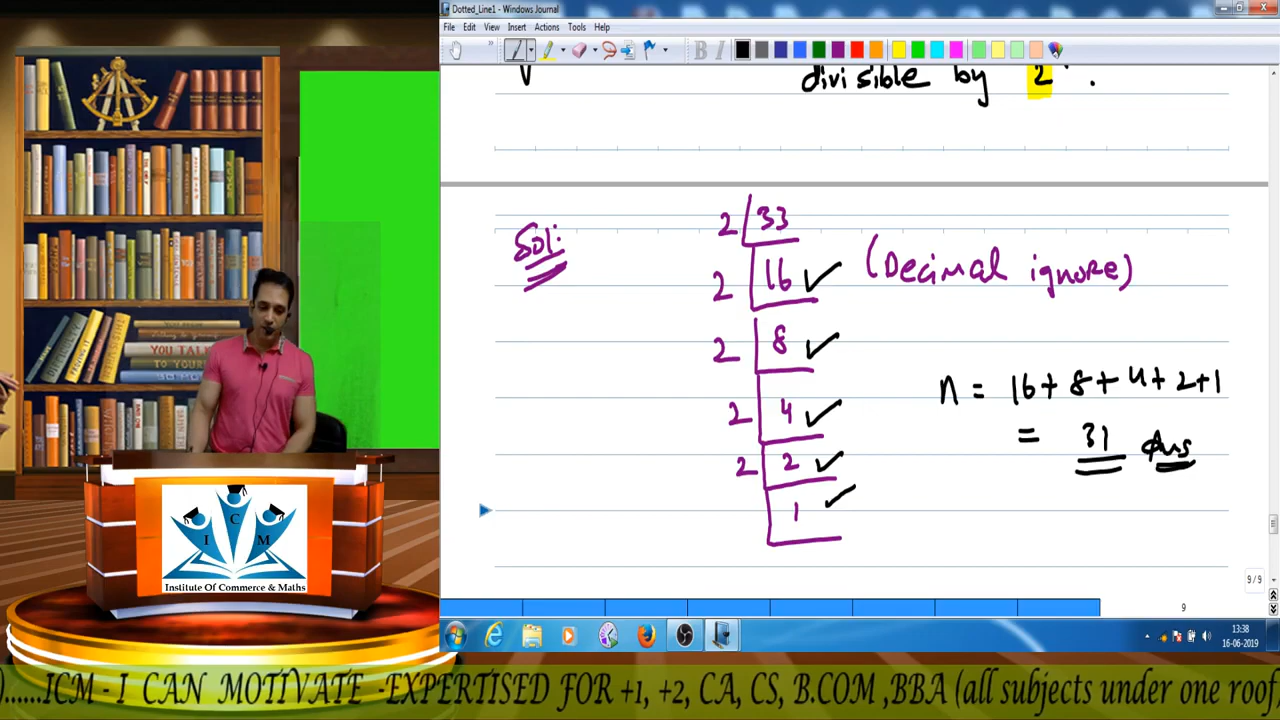 Dotted_Line1 - Windows Journal
File Edit View Insert Actions Tools Help
divisible by 2
Sol:
2 33
2 16 (Decimal ignore)
2 8
2 4
2 2
1
n = 16 + 8 + 4 + 2 + 1
= 31 Ans
9/9
9
I C M
Institute Of Commerce & Maths
13:38
16-06-2019
)......ICM - I CAN MOTIVATE -EXPERTISED FOR +1, +2, CA, CS, B.COM ,BBA (all subjects under one roof